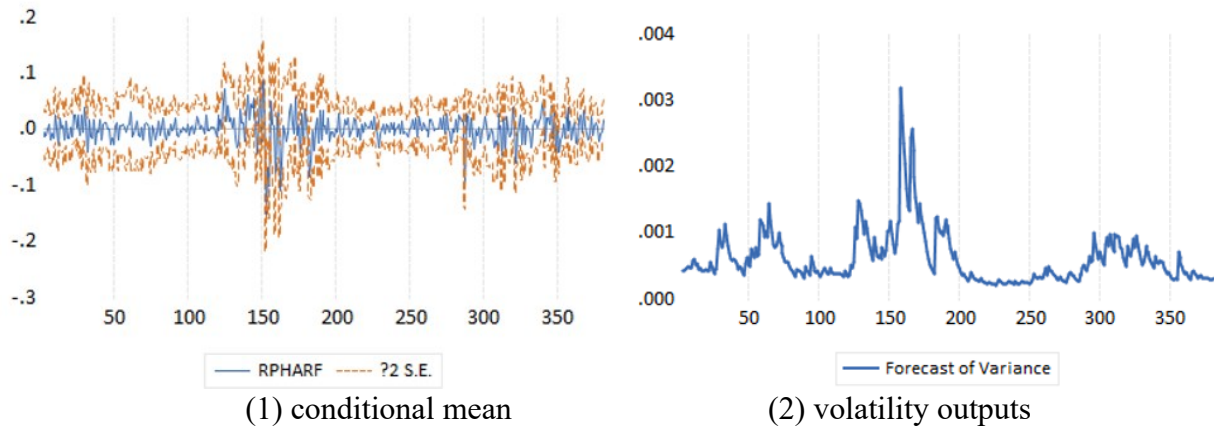 .2
.1
.0
-.1
-.2
-.3
50 100 150 200 250 300 350
RPHARF ?2 S.E.
(1) conditional mean
.004
.003
.002
.001
.000
50 100 150 200 250 300 350
Forecast of Variance
(2) volatility outputs